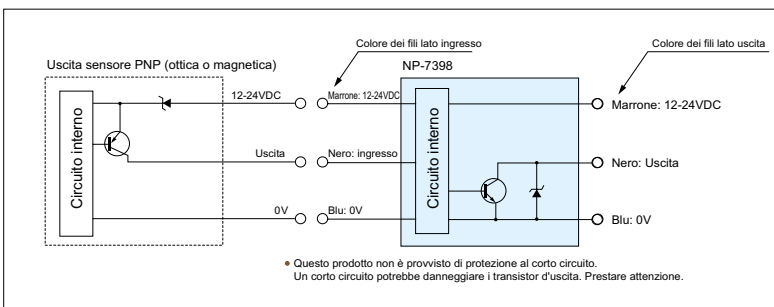 Colore dei fili lato ingresso
Colore dei fili lato uscita
Uscita sensore PNP (ottica o magnetica)
NP-7398
12-24VDC
Marrone: 12-24VDC
Marrone: 12-24VDC
Circuito interno
Circuito interno
Uscita
Nero: ingresso
Nero: Uscita
0V
Blu: 0V
Blu: 0V
• Questo prodotto non è provvisto di protezione al corto circuito.
Un corto circuito potrebbe danneggiare i transistor d'uscita. Prestare attenzione.